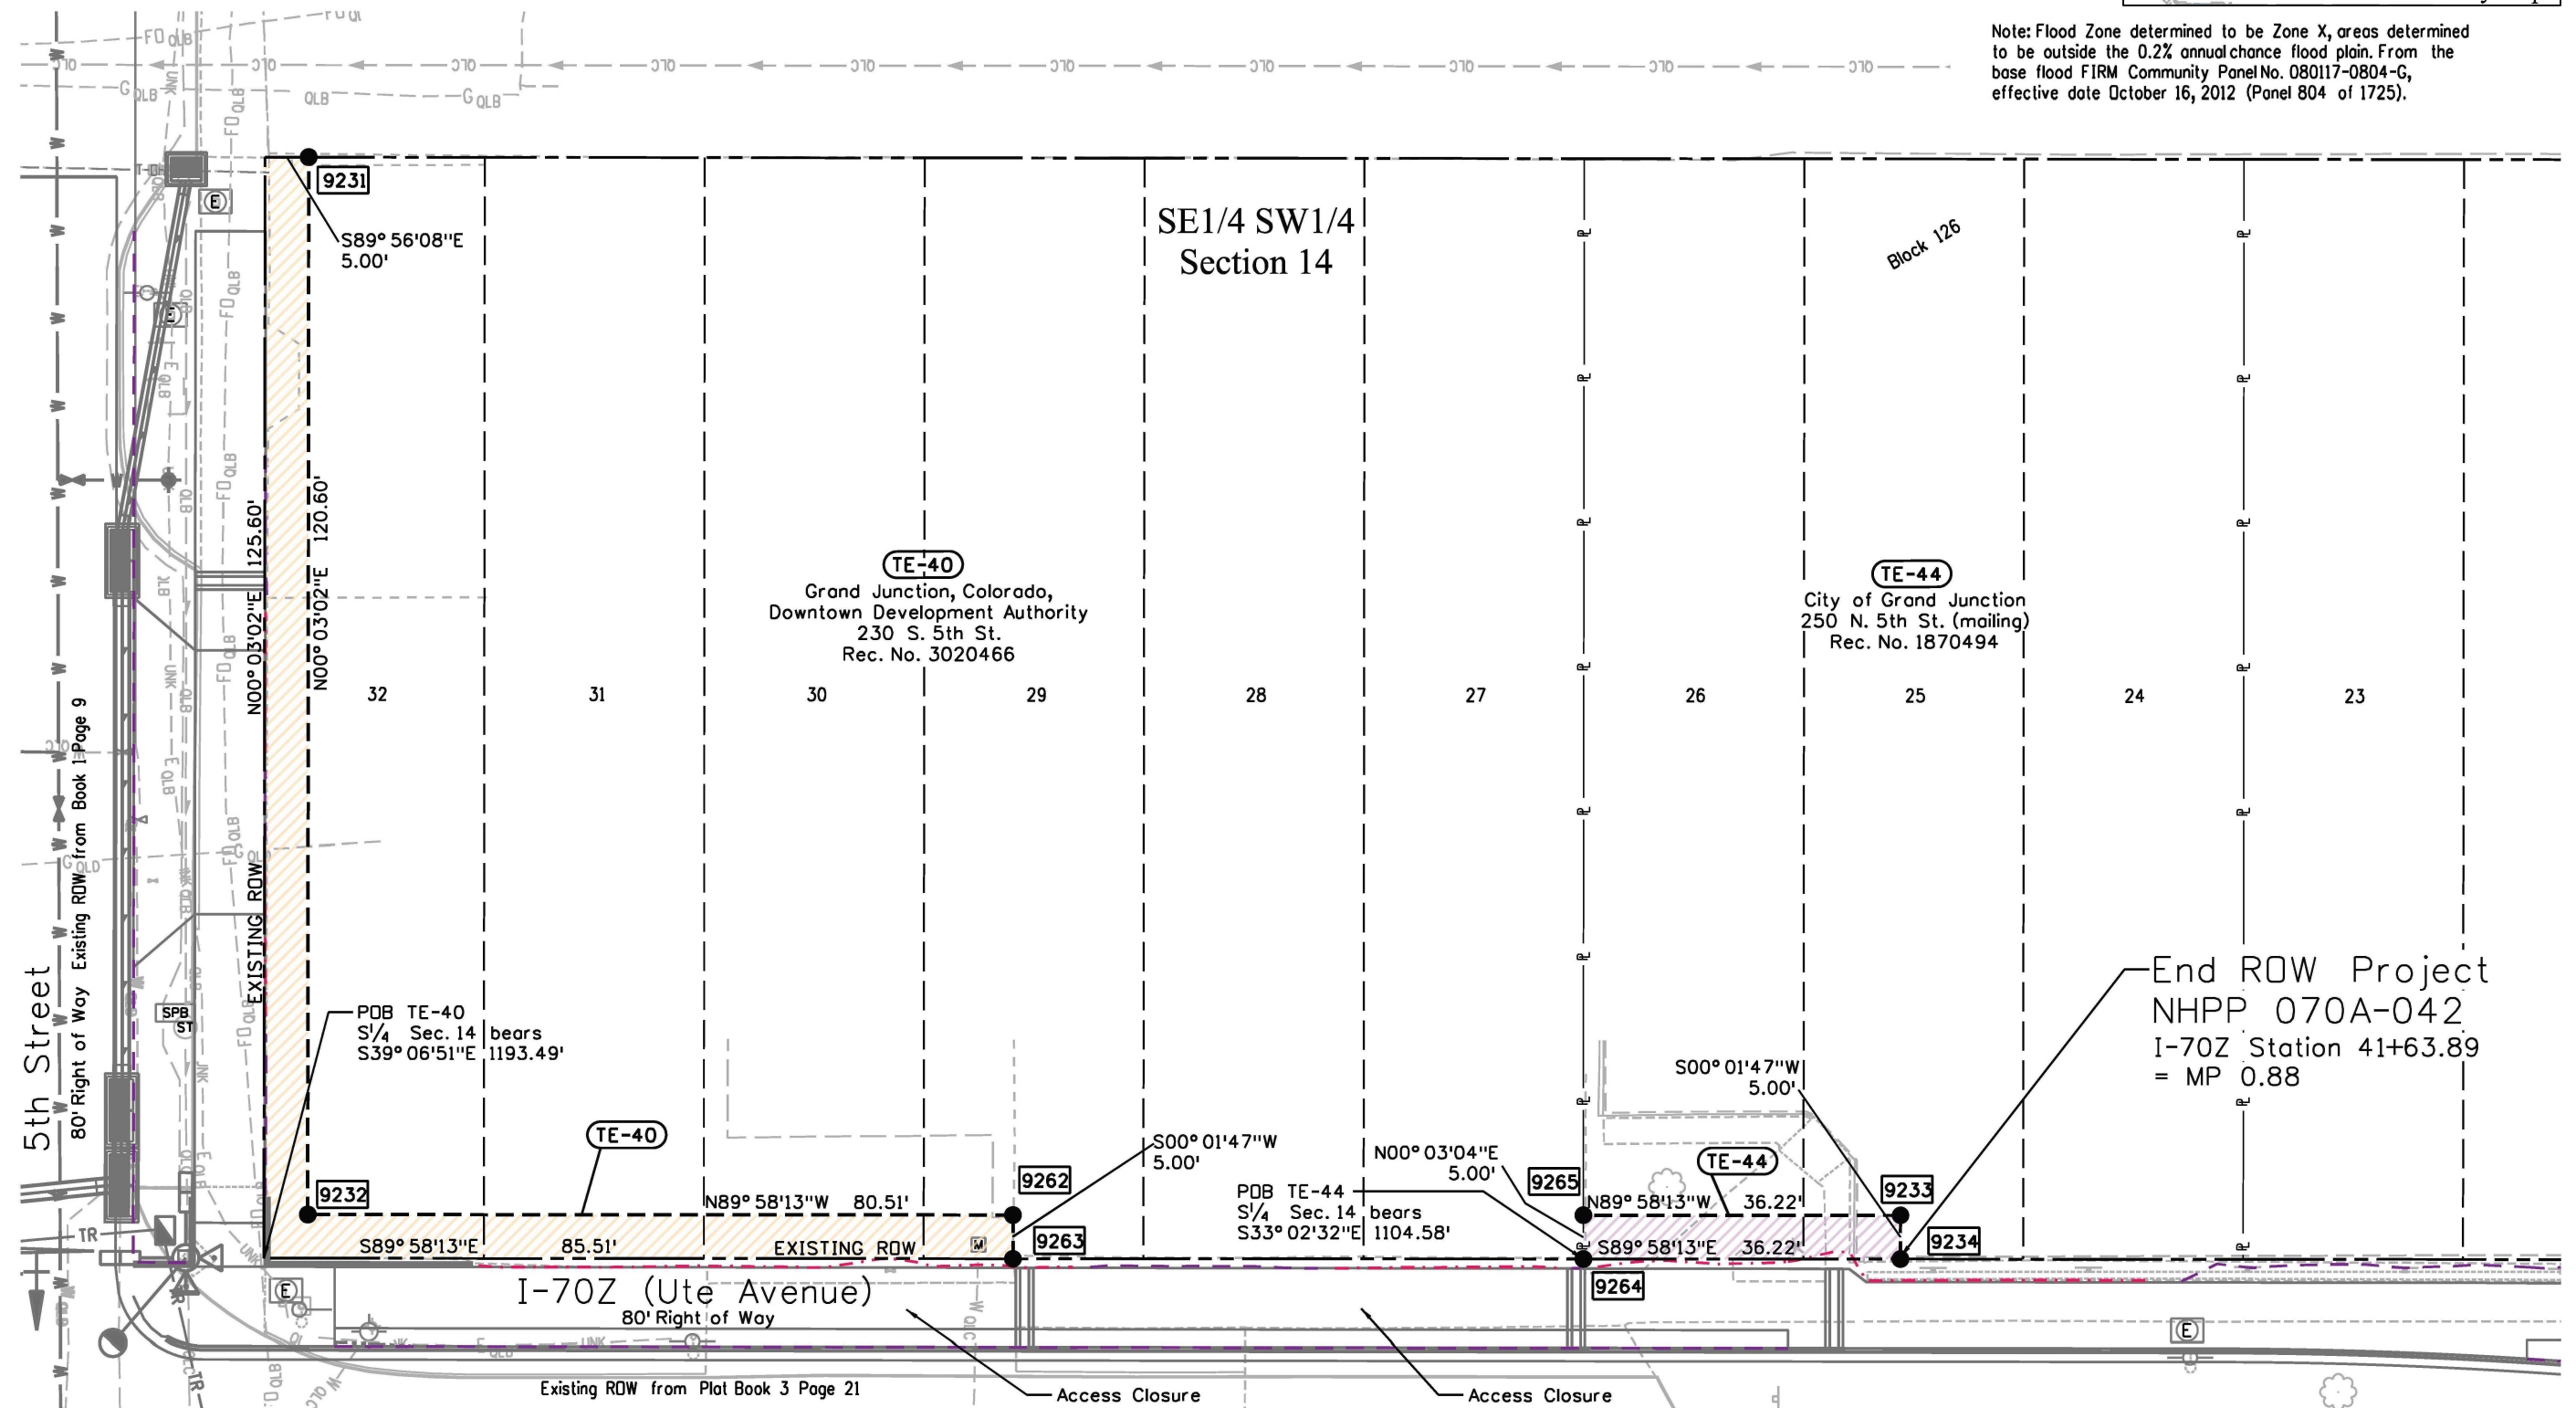 Note: Flood Zone determined to be Zone X, areas determined
to be outside the 0.2% annual chance flood plain. From the
base flood FIRM Community Panel No. 080117-0804-G,
effective date October 16, 2012 (Panel 804 of 1725).
9231
S89°56'08"E
5.00'
SE1/4 SW1/4
Section 14
Block 126
N00°03'02"E 125.60'
N00°03'02"E 120.60'
EXISTING ROW
TE-40
Grand Junction, Colorado,
Downtown Development Authority
230 S. 5th St.
Rec. No. 3020466
TE-44
City of Grand Junction
250 N. 5th St. (mailing)
Rec. No. 1870494
32
31
30
29
28
27
26
25
24
23
5th Street
80' Right of Way Existing ROW from Book 1 Page 9
POB TE-40
S1/4 Sec. 14 bears
S39°06'51"E 1193.49'
End ROW Project
NHPP 070A-042
I-70Z Station 41+63.89
= MP 0.88
S00°01'47"W
5.00'
TE-40
S00°01'47"W
5.00'
N00°03'04"E
5.00'
TE-44
9232
9262
9265
9233
N89°58'13"W 80.51'
N89°58'13"W 36.22'
POB TE-44
S1/4 Sec. 14 bears
S33°02'32"E 1104.58'
S89°58'13"E 85.51'
EXISTING ROW
M
9263
S89°58'13"E 36.22'
9234
9264
I-70Z (Ute Avenue)
80' Right of Way
Existing ROW from Plat Book 3 Page 21
Access Closure
Access Closure
SPB
ST
E
E
E
E
TR
TR
TR